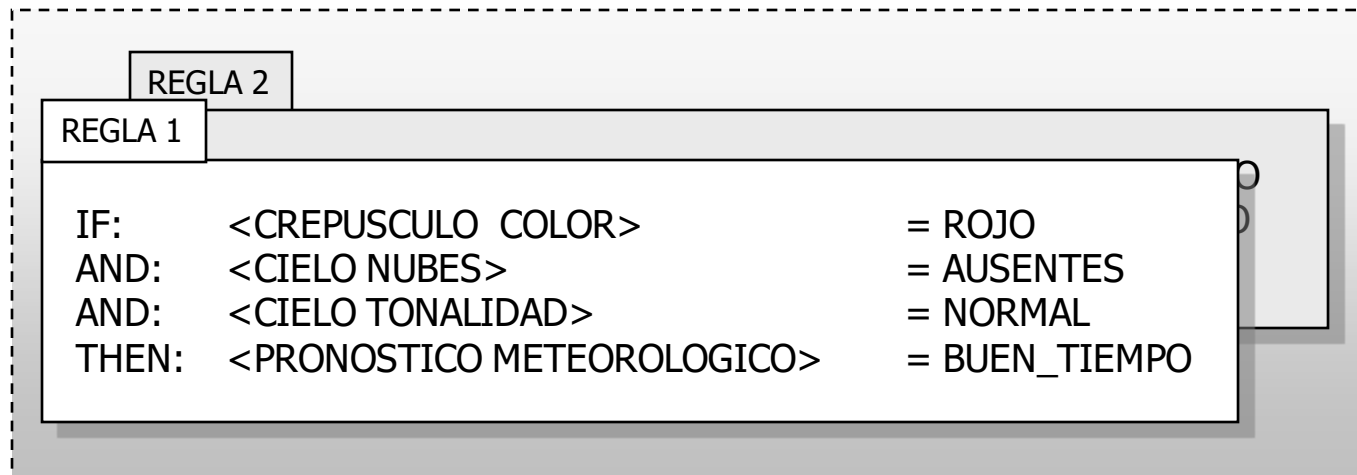 REGLA 2
REGLA 1
IF: <CREPUSCULO COLOR> = ROJO
AND: <CIELO NUBES> = AUSENTES
AND: <CIELO TONALIDAD> = NORMAL
THEN: <PRONOSTICO METEOROLOGICO> = BUEN_TIEMPO